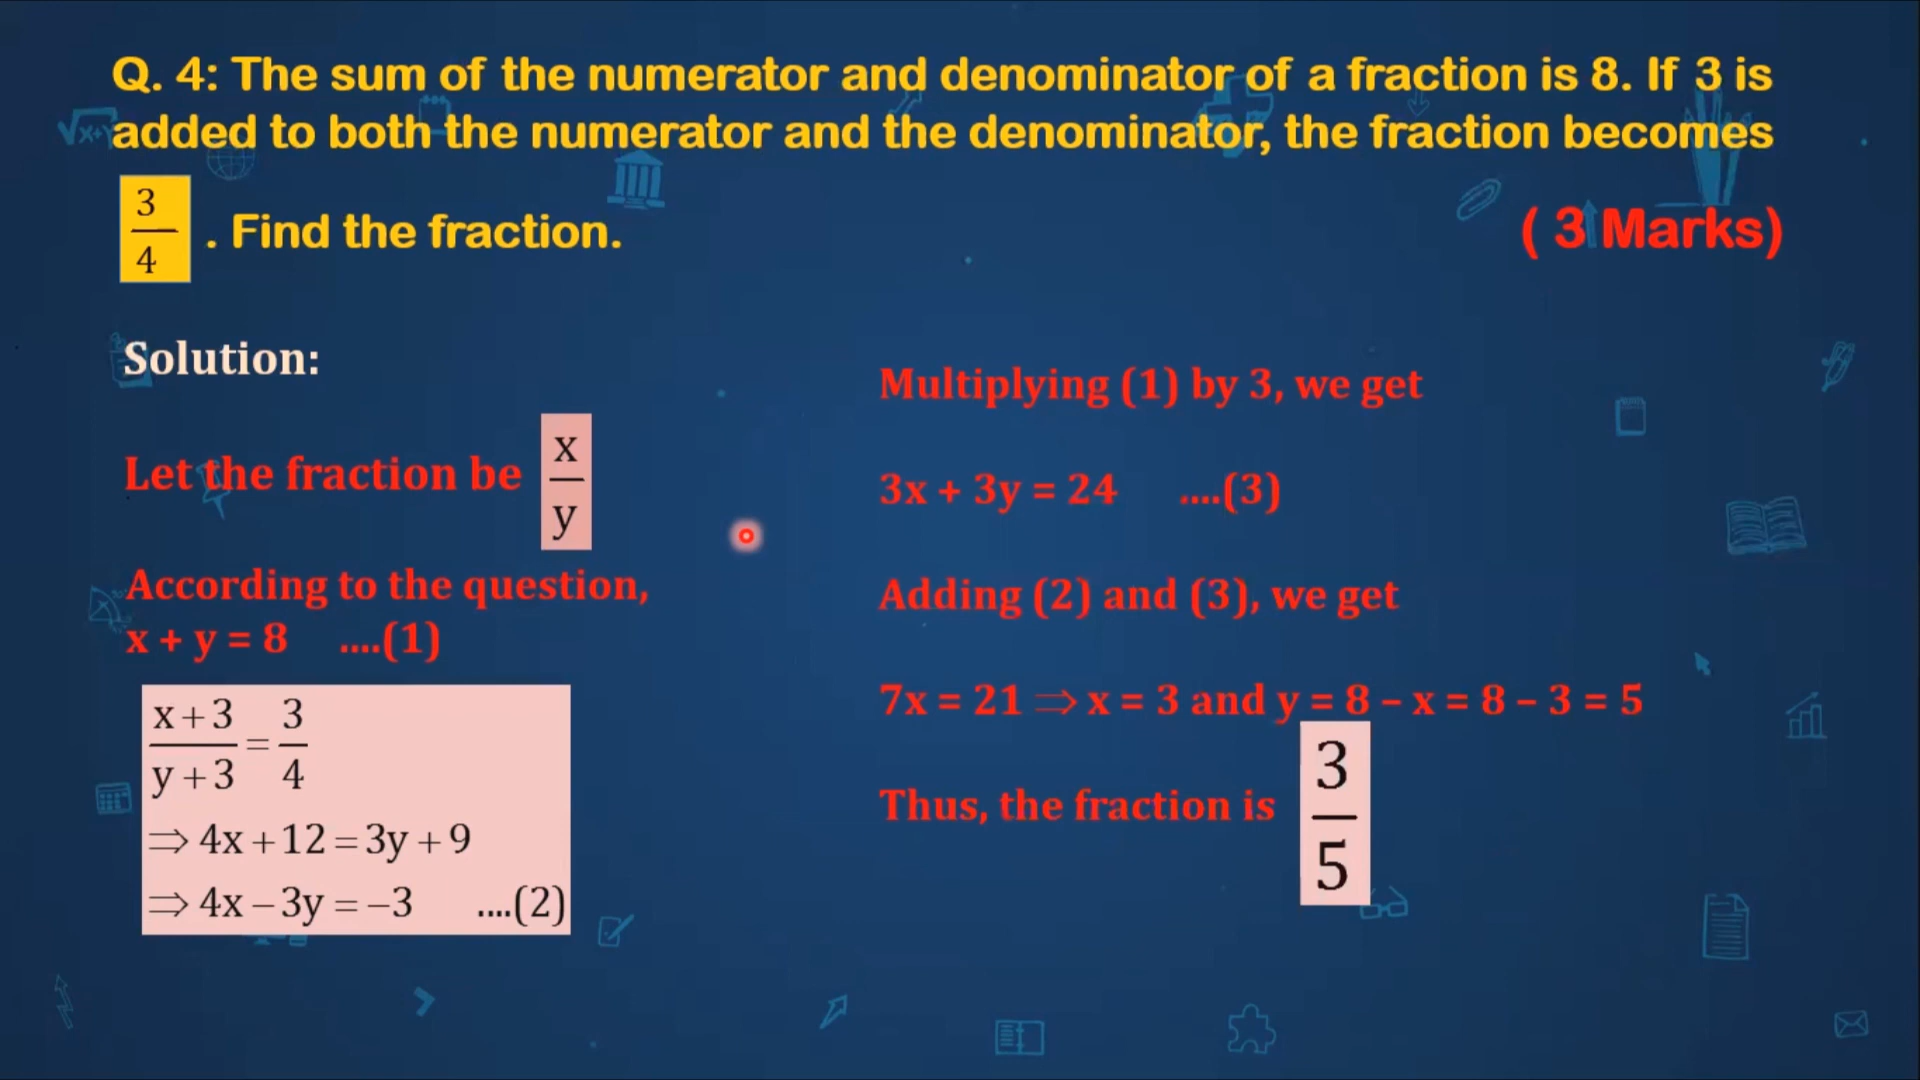 Q. 4: The sum of the numerator and denominator of a fraction is 8. If 3 is
added to both the numerator and the denominator, the fraction becomes
3/4 . Find the fraction.
( 3 Marks)
Solution:
Let the fraction be x/y
According to the question,
x + y = 8 ....(1)
x+3/y+3 = 3/4
⇒ 4x+12=3y+9
⇒ 4x−3y=−3 ....(2)
Multiplying (1) by 3, we get
3x + 3y = 24 ....(3)
Adding (2) and (3), we get
7x = 21 ⇒ x = 3 and y = 8 – x = 8 – 3 = 5
Thus, the fraction is 3/5